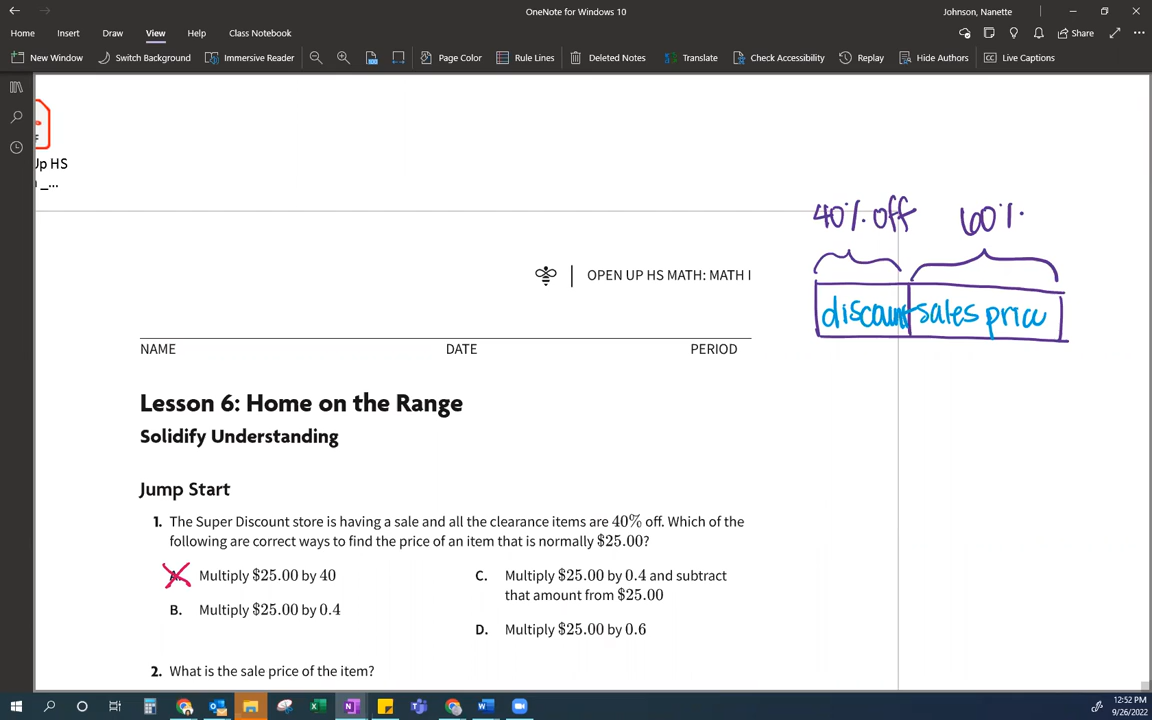 OneNote for Windows 10
Johnson, Nanette
Home Insert Draw View Help Class Notebook
Share
New Window Switch Background Immersive Reader Page Color Rule Lines Deleted Notes Translate Check Accessibility Replay Hide Authors Live Captions
Up HS
_...
40% off 60%
discount sales price
OPEN UP HS MATH: MATH I
NAME DATE PERIOD
Lesson 6: Home on the Range
Solidify Understanding
Jump Start
1. The Super Discount store is having a sale and all the clearance items are 40% off. Which of the
following are correct ways to find the price of an item that is normally $25.00?
A. Multiply $25.00 by 40
B. Multiply $25.00 by 0.4
C. Multiply $25.00 by 0.4 and subtract
that amount from $25.00
D. Multiply $25.00 by 0.6
2. What is the sale price of the item?
12:52 PM
9/26/2022